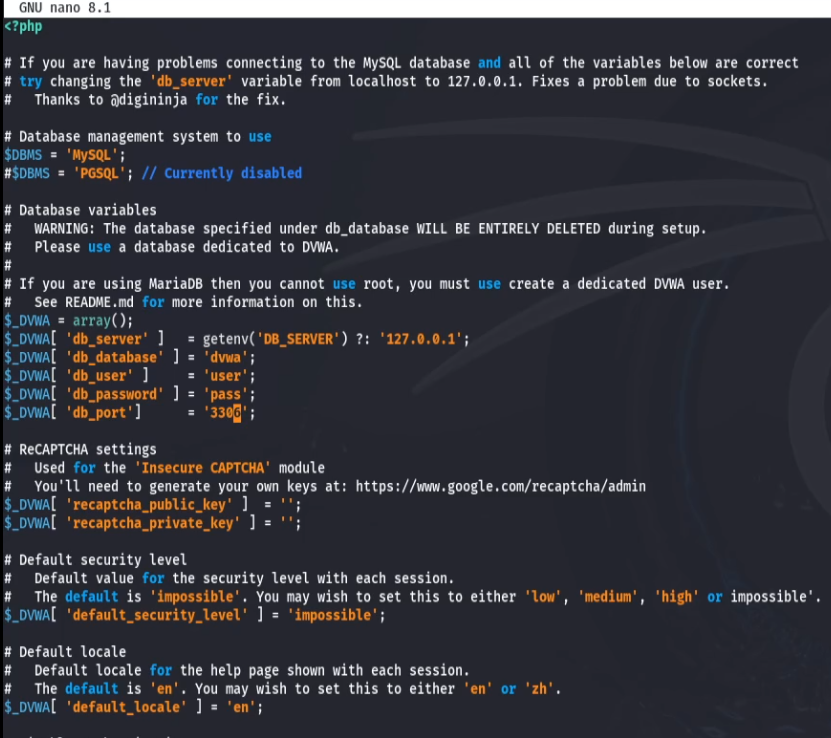 GNU nano 8.1
<?php
# If you are having problems connecting to the MySQL database and all of the variables below are correct
# try changing the 'db_server' variable from localhost to 127.0.0.1. Fixes a problem due to sockets.
#   Thanks to @digininja for the fix.
# Database management system to use
$DBMS = 'MySQL';
#$DBMS = 'PGSQL'; // Currently disabled
# Database variables
#   WARNING: The database specified under db_database WILL BE ENTIRELY DELETED during setup.
#   Please use a database dedicated to DVWA.
#
# If you are using MariaDB then you cannot use root, you must use create a dedicated DVWA user.
#   See README.md for more information on this.
$_DVWA = array();
$_DVWA[ 'db_server' ]   = getenv('DB_SERVER') ?: '127.0.0.1';
$_DVWA[ 'db_database' ] = 'dvwa';
$_DVWA[ 'db_user' ]     = 'user';
$_DVWA[ 'db_password' ] = 'pass';
$_DVWA[ 'db_port']      = '3306';
# ReCAPTCHA settings
#   Used for the 'Insecure CAPTCHA' module
#   You'll need to generate your own keys at: https://www.google.com/recaptcha/admin
$_DVWA[ 'recaptcha_public_key' ]  = '';
$_DVWA[ 'recaptcha_private_key' ] = '';
# Default security level
#   Default value for the security level with each session.
#   The default is 'impossible'. You may wish to set this to either 'low', 'medium', 'high' or impossible'.
$_DVWA[ 'default_security_level' ] = 'impossible';
# Default locale
#   Default locale for the help page shown with each session.
#   The default is 'en'. You may wish to set this to either 'en' or 'zh'.
$_DVWA[ 'default_locale' ] = 'en';